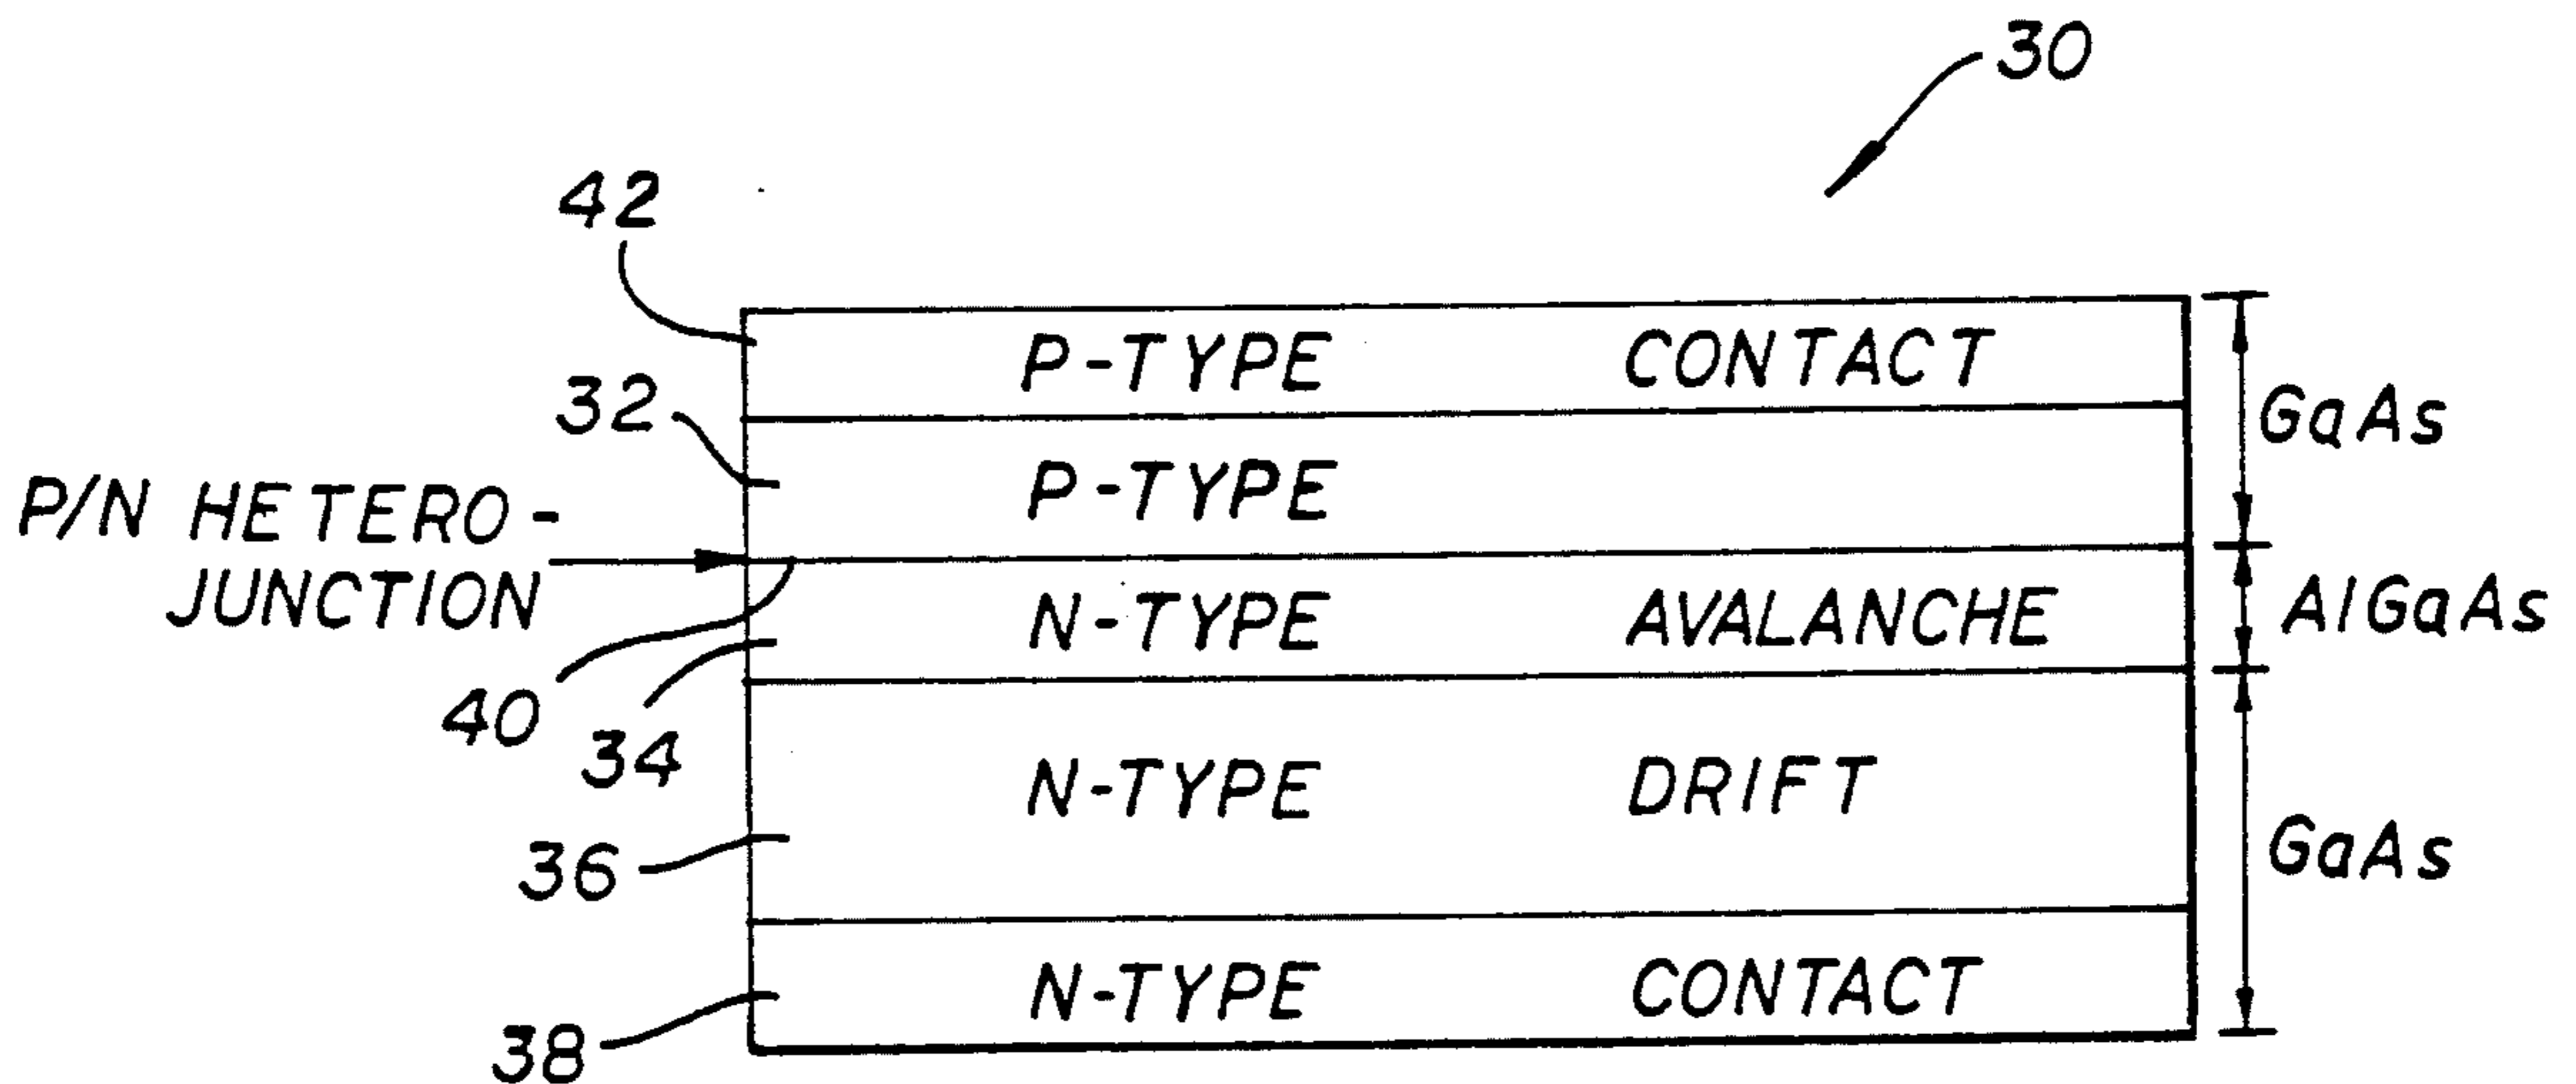 30
42
P-TYPE CONTACT
32
GaAs
P-TYPE
P/N HETERO-
JUNCTION
N-TYPE AVALANCHE
AlGaAs
40
34
N-TYPE DRIFT
36
GaAs
N-TYPE CONTACT
38